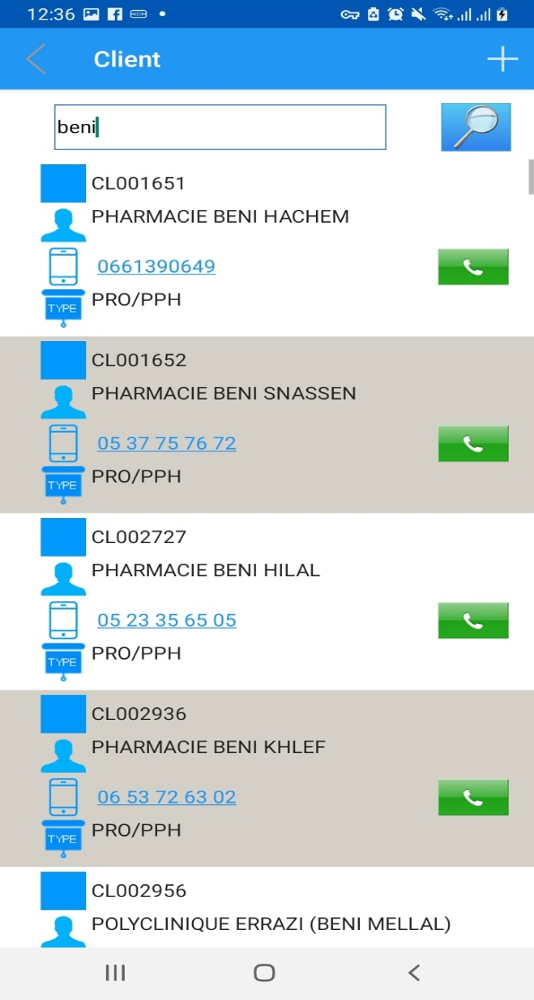 12:36
Client
beni
CL001651
PHARMACIE BENI HACHEM
0661390649
TYPE PRO/PPH
CL001652
PHARMACIE BENI SNASSEN
05 37 75 76 72
TYPE PRO/PPH
CL002727
PHARMACIE BENI HILAL
05 23 35 65 05
TYPE PRO/PPH
CL002936
PHARMACIE BENI KHLEF
06 53 72 63 02
TYPE PRO/PPH
CL002956
POLYCLINIQUE ERRAZI (BENI MELLAL)